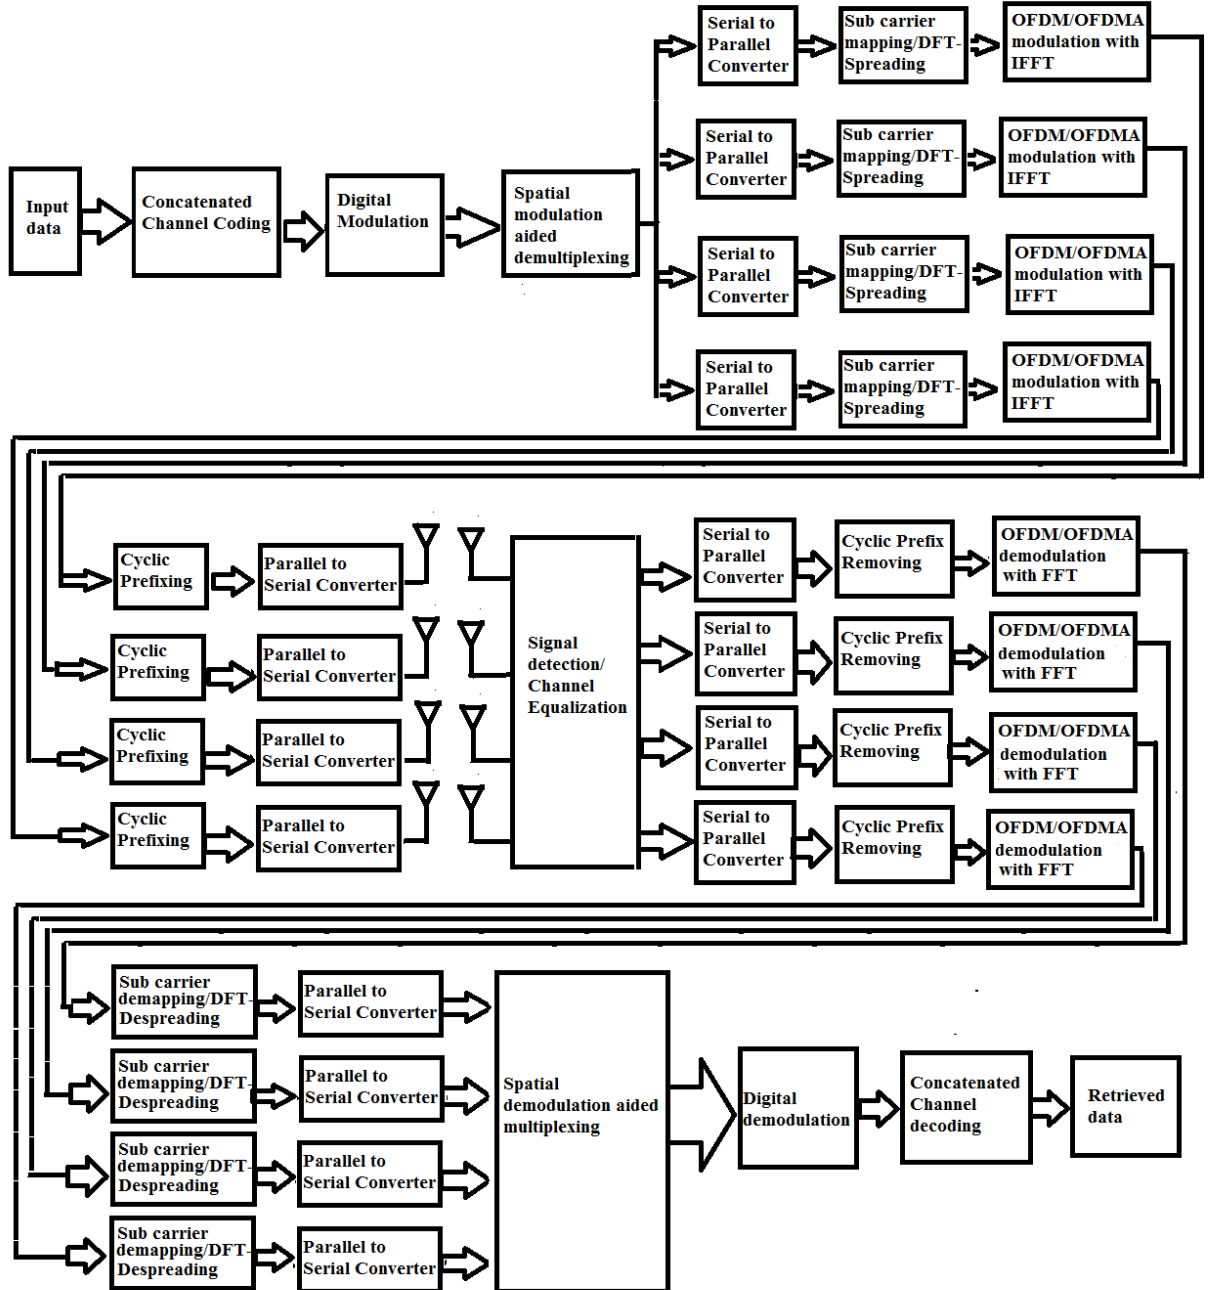 Input
data
Concatenated
Channel Coding
Digital
Modulation
Spatial
modulation
aided
demultiplexing
Serial to
Parallel
Converter
Sub carrier
mapping/DFT-
Spreading
OFDM/OFDMA
modulation with
IFFT
Serial to
Parallel
Converter
Sub carrier
mapping/DFT-
Spreading
OFDM/OFDMA
modulation with
IFFT
Serial to
Parallel
Converter
Sub carrier
mapping/DFT-
Spreading
OFDM/OFDMA
modulation with
IFFT
Serial to
Parallel
Converter
Sub carrier
mapping/DFT-
Spreading
OFDM/OFDMA
modulation with
IFFT
Cyclic
Prefixing
Parallel to
Serial Converter
Cyclic
Prefixing
Parallel to
Serial Converter
Cyclic
Prefixing
Parallel to
Serial Converter
Cyclic
Prefixing
Parallel to
Serial Converter
Signal
detection/
Channel
Equalization
Serial to
Parallel
Converter
Cyclic Prefix
Removing
OFDM/OFDMA
demodulation
with FFT
Serial to
Parallel
Converter
Cyclic Prefix
Removing
OFDM/OFDMA
demodulation
with FFT
Serial to
Parallel
Converter
Cyclic Prefix
Removing
OFDM/OFDMA
demodulation
with FFT
Serial to
Parallel
Converter
Cyclic Prefix
Removing
OFDM/OFDMA
demodulation
with FFT
Sub carrier
demapping/DFT-
Despreading
Parallel to
Serial Converter
Sub carrier
demapping/DFT-
Despreading
Parallel to
Serial Converter
Sub carrier
demapping/DFT-
Despreading
Parallel to
Serial Converter
Sub carrier
demapping/DFT-
Despreading
Parallel to
Serial Converter
Spatial
demodulation aided
multiplexing
Digital
demodulation
Concatenated
Channel
decoding
Retrieved
data